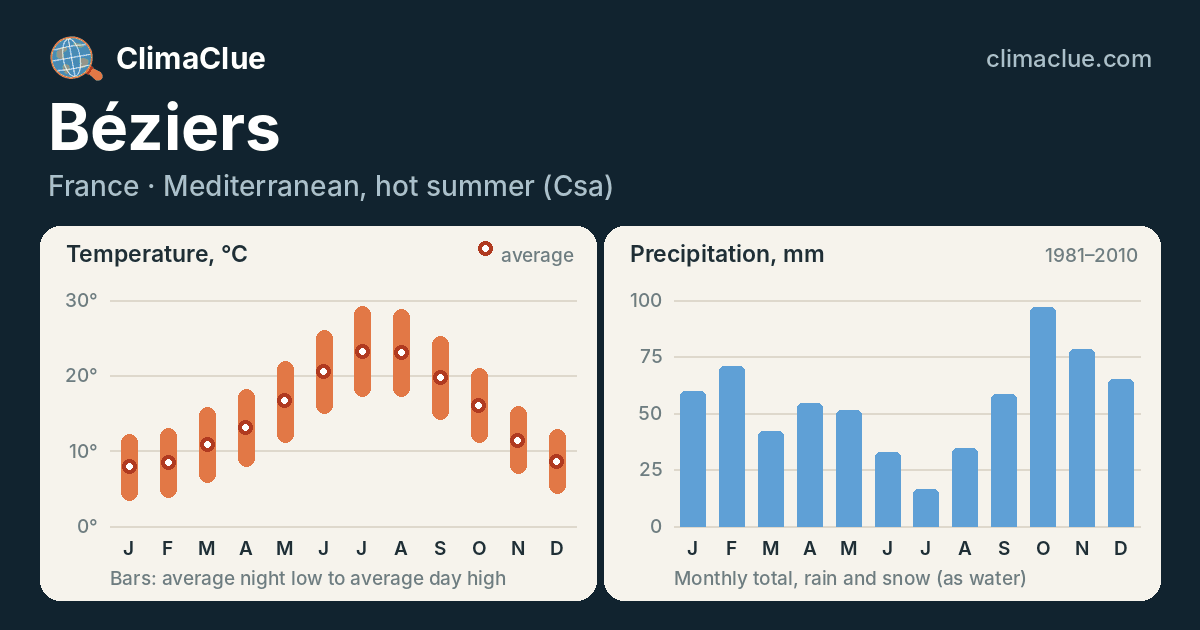 ClimaClue
climaclue.com
Béziers
France · Mediterranean, hot summer (Csa)
Temperature, °C
average
30°
20°
10°
0°
J F M A M J J A S O N D
Bars: average night low to average day high
Precipitation, mm
1981–2010
100
75
50
25
0
J F M A M J J A S O N D
Monthly total, rain and snow (as water)